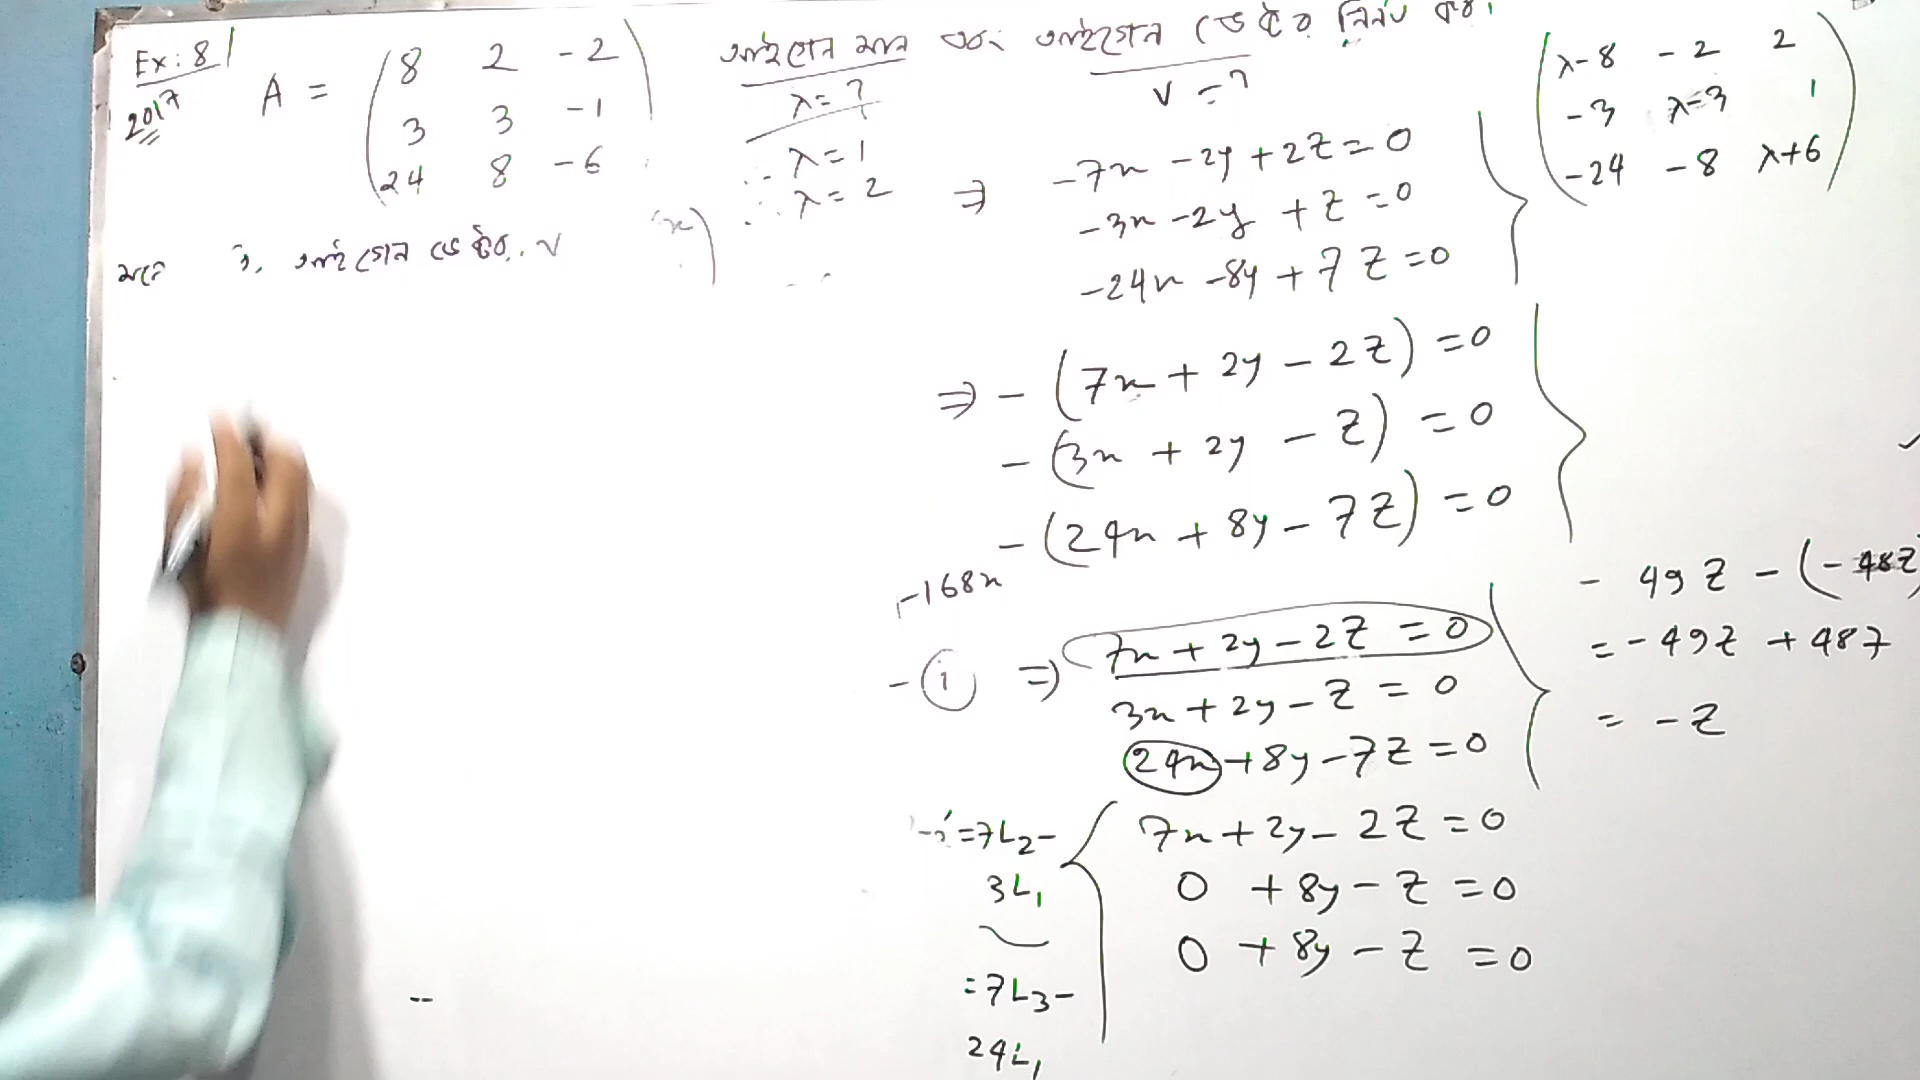 Ex: 8
2017
A = (8 2 -2
3 3 -1
24 8 -6)
আইগেন মান এবং আইগেন ভেক্টর নির্ণয় কর।
λ = ?
V = ?
∴ λ = 1
∴ λ = 2
(λ-8 -2 2
-3 λ-3 1
-24 -8 λ+6)
আইগেন ভেক্টর, V
⇒ -7x - 2y + 2z = 0
-3x - 2y + z = 0
-24x - 8y + 7z = 0
⇒ - (7x + 2y - 2z) = 0
- (3x + 2y - z) = 0
- (24x + 8y - 7z) = 0
-168x
- (i) ⇒ 7x + 2y - 2z = 0
3x + 2y - z = 0
24x + 8y - 7z = 0
- 49z - (-48z)
= -49z + 48z
= -z
= 7L₂ -
3L₁
= 7L₃ -
24L₁
7x + 2y - 2z = 0
0 + 8y - z = 0
0 + 8y - z = 0